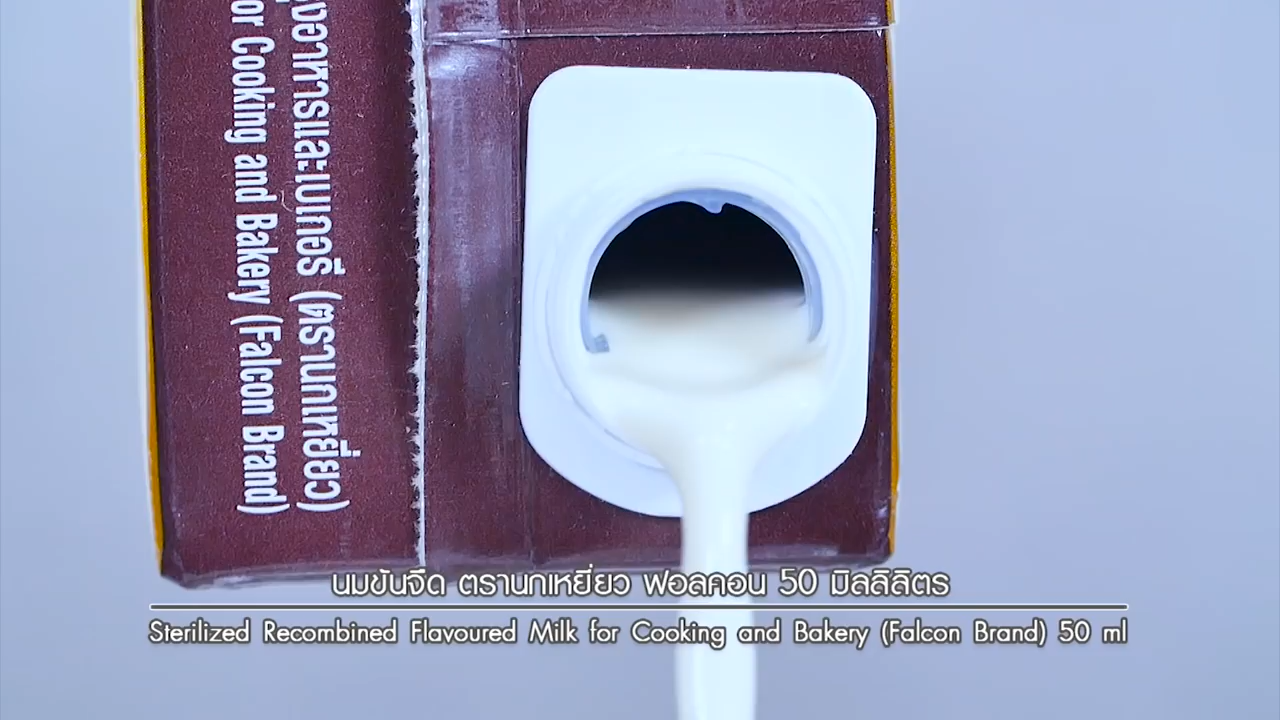 งอาหารและเบเกอรี่ (ตรานกเหยี่ยว)
or Cooking and Bakery (Falcon Brand)
นมข้นจืด ตรานกเหยี่ยว ฟอลคอน 50 มิลลิลิตร
Sterilized Recombined Flavoured Milk for Cooking and Bakery (Falcon Brand) 50 ml